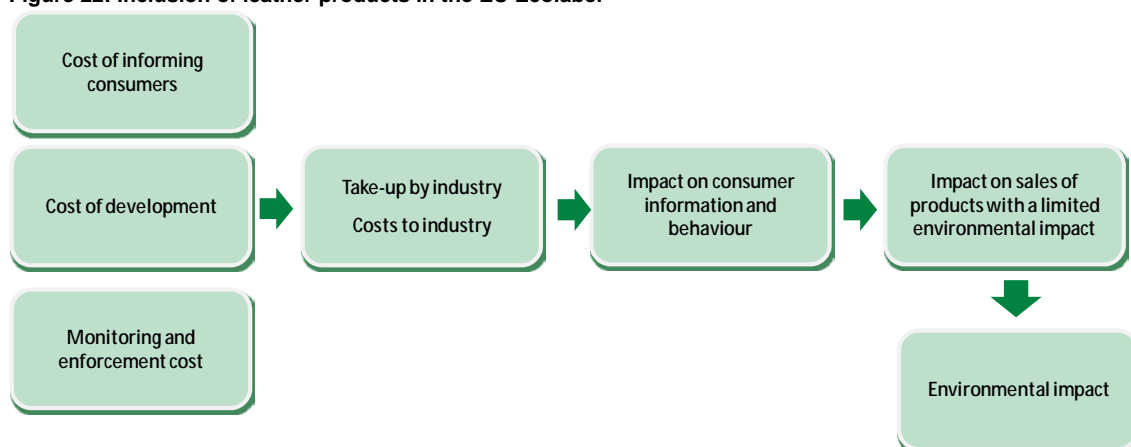 Figure 22: Inclusion of leather products in the EU Ecolabel
Cost of informing
consumers
Cost of development
Monitoring and
enforcement cost
Take-up by industry
Costs to industry
Impact on consumer
information and
behaviour
Impact on sales of
products with a limited
environmental impact
Environmental impact